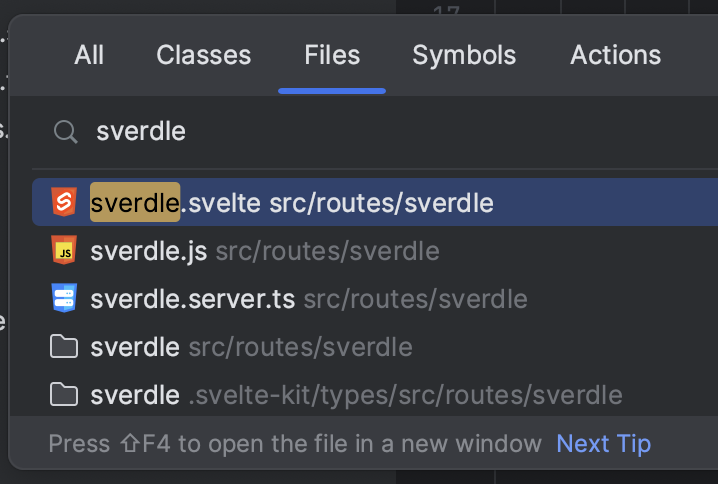 17
All Classes Files Symbols Actions
sverdle
sverdle.svelte src/routes/sverdle
JS
sverdle.js src/routes/sverdle
sverdle.server.ts src/routes/sverdle
sverdle src/routes/sverdle
sverdle .svelte-kit/types/src/routes/sverdle
Press ⇧F4 to open the file in a new window Next Tip